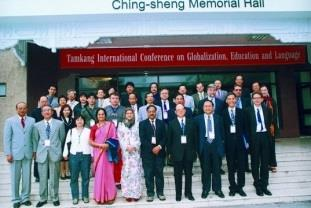 Ching-sheng Memorial Hall
Tamkang International Conference on Globalization, Education and Language